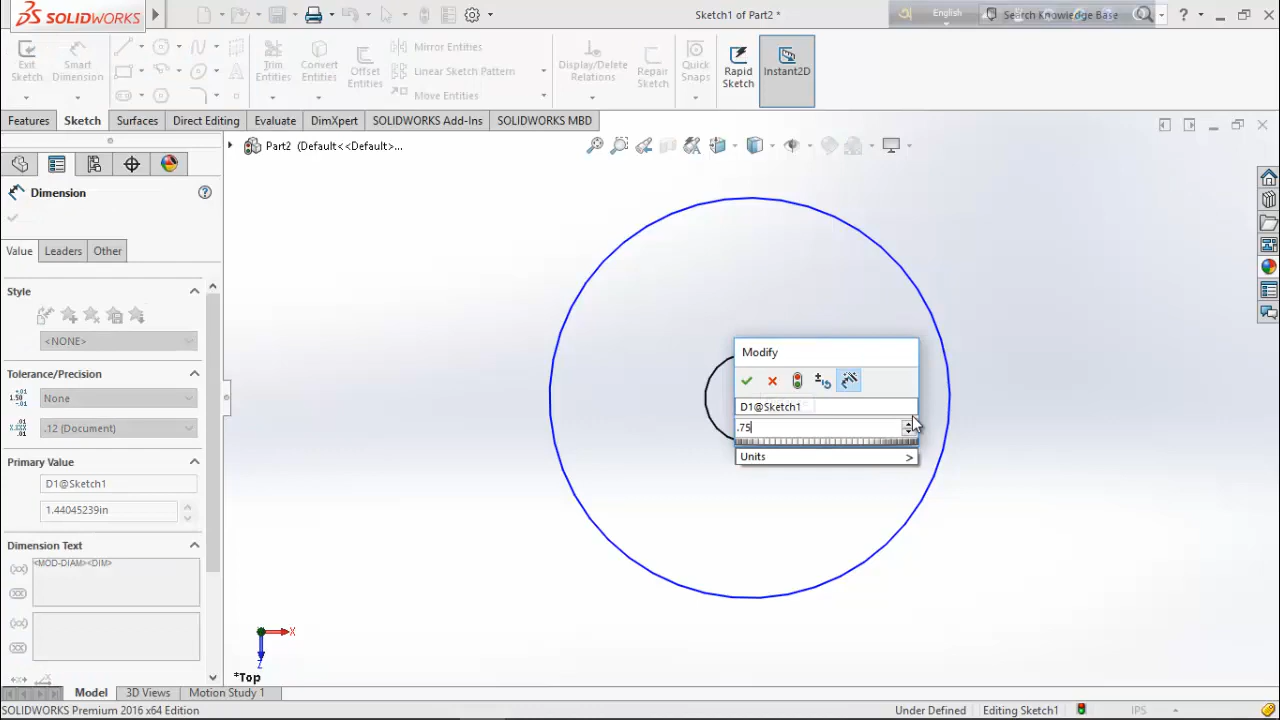 SOLIDWORKS
Sketch1 of Part2 *
English
Search Knowledge Base
?
Exit Sketch
Smart Dimension
Trim Entities
Convert Entities
Offset Entities
Mirror Entities
Linear Sketch Pattern
Move Entities
Display/Delete Relations
Repair Sketch
Quick Snaps
Rapid Sketch
Instant2D
Features
Sketch
Surfaces
Direct Editing
Evaluate
DimXpert
SOLIDWORKS Add-Ins
SOLIDWORKS MBD
Part2 (Default<<Default>...
Dimension
?
Value
Leaders
Other
Style
<NONE>
Tolerance/Precision
None
.12 (Document)
Primary Value
D1@Sketch1
1.44045239in
Dimension Text
<MOD-DIAM><DIM>
Modify
D1@Sketch1
.75
Units >
X
Z
*Top
Model
3D Views
Motion Study 1
SOLIDWORKS Premium 2016 x64 Edition
Under Defined
Editing Sketch1
IPS